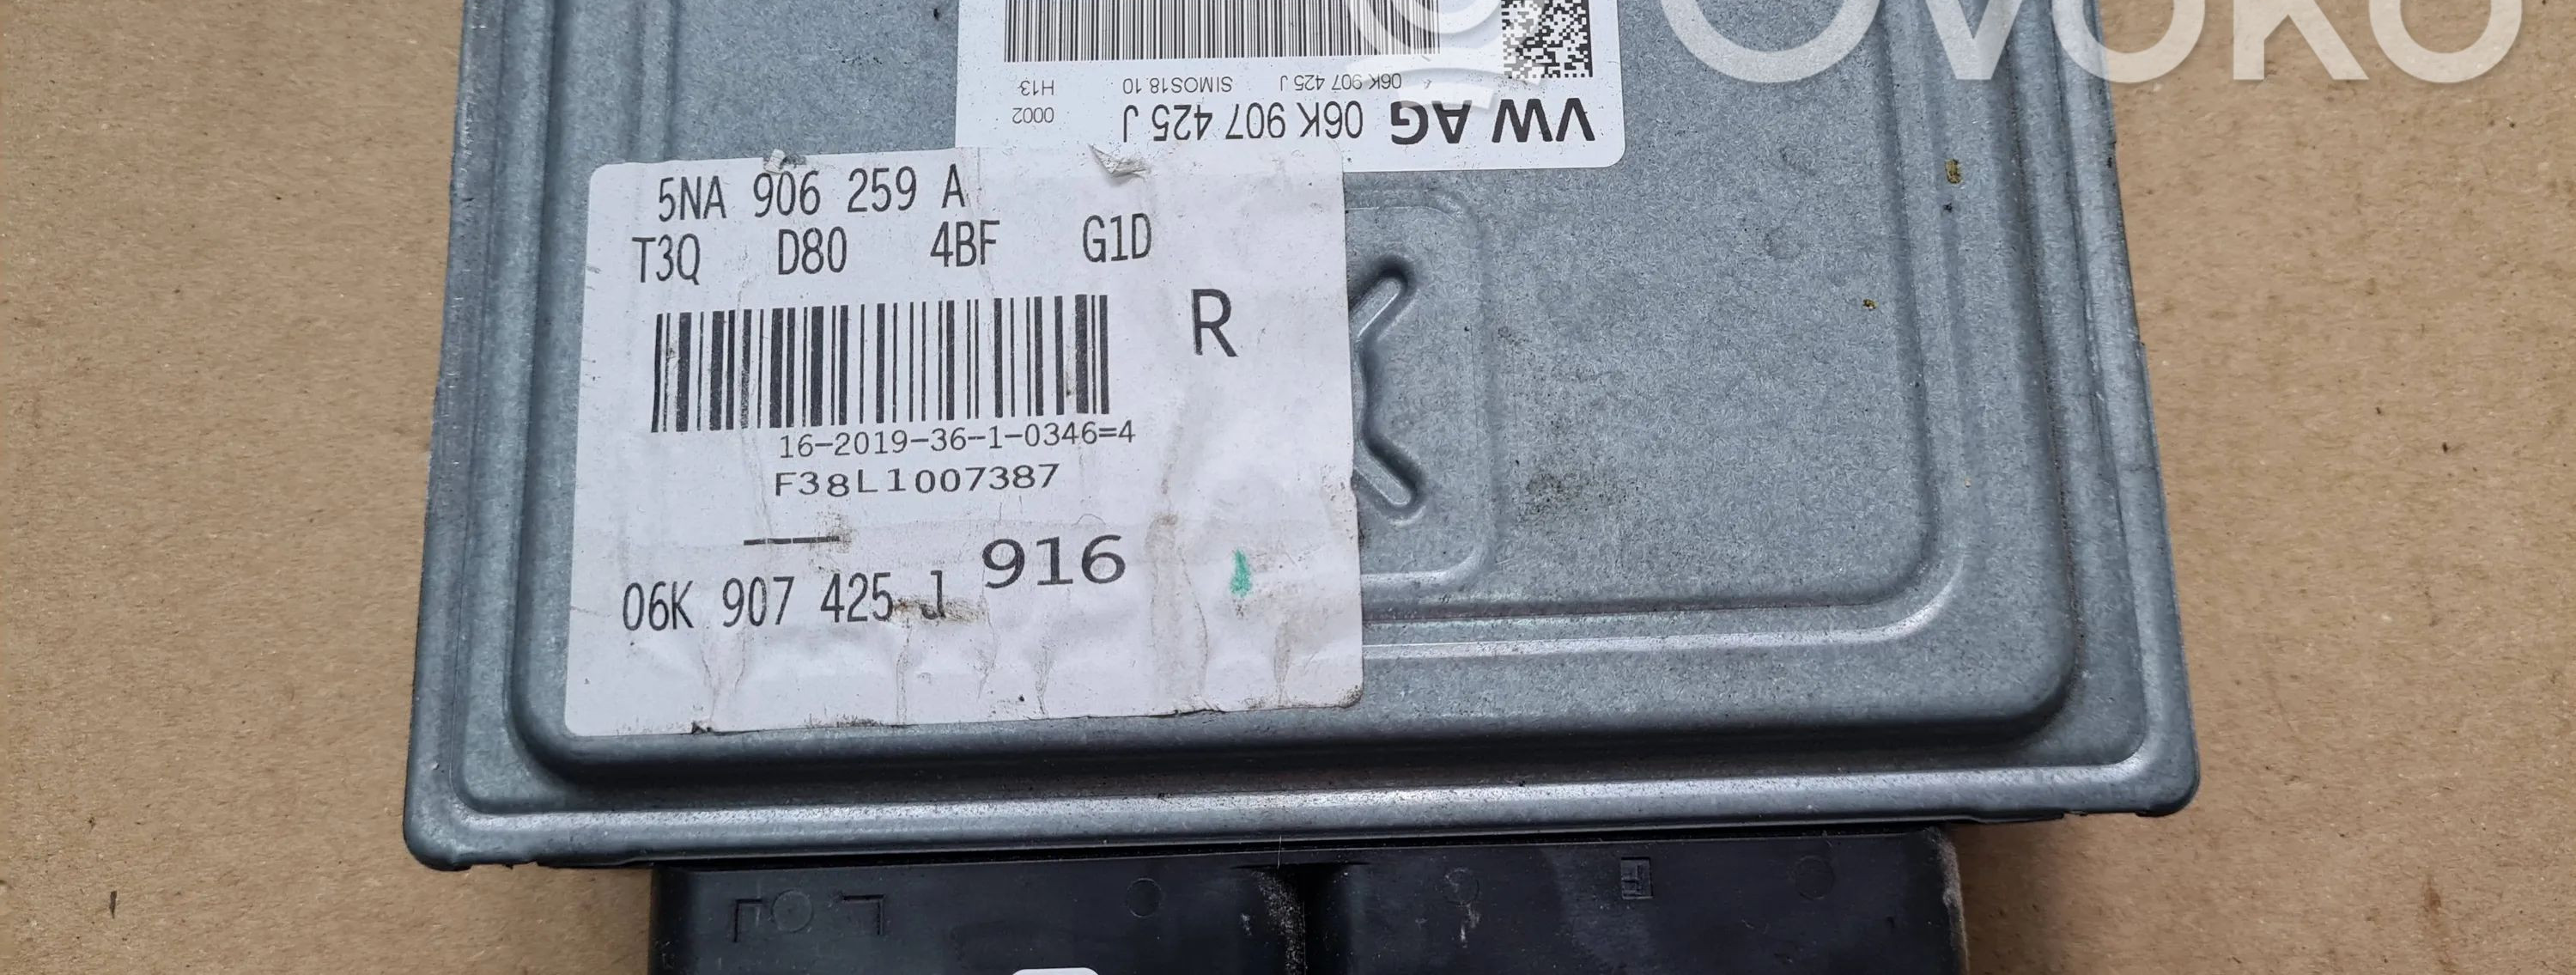 OVOKO
H13 SIMOS18.10 06K 907 425 J
0002
VW AG 06K 907 425 J
5NA 906 259 A
T3Q D80 4BF G1D
R
16-2019-36-1-0346=4
F38L1007387
916
06K 907 425 J